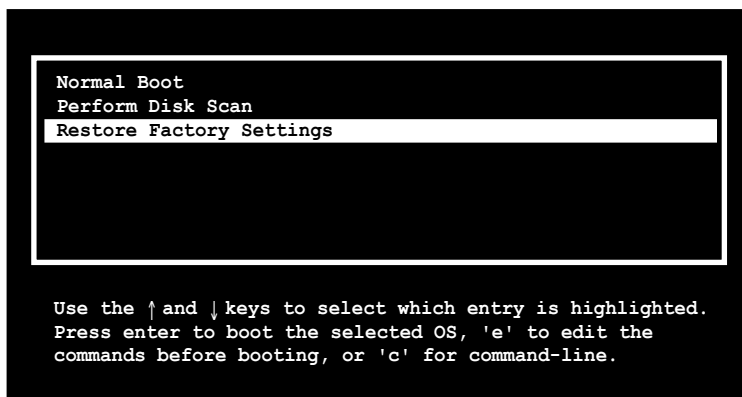 Normal Boot
Perform Disk Scan
Restore Factory Settings
Use the ↑ and ↓ keys to select which entry is highlighted.
Press enter to boot the selected OS, 'e' to edit the
commands before booting, or 'c' for command-line.